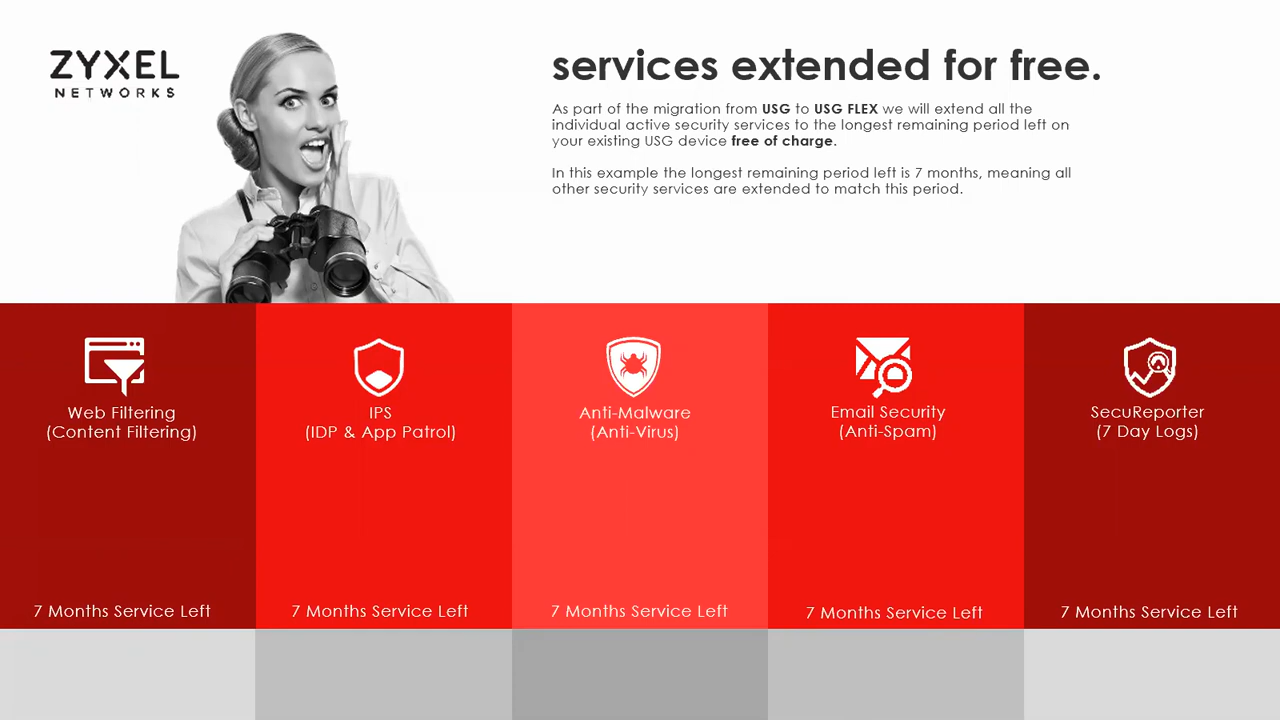 ZYXEL
NETWORKS
services extended for free.
As part of the migration from USG to USG FLEX we will extend all the
individual active security services to the longest remaining period left on
your existing USG device free of charge.
In this example the longest remaining period left is 7 months, meaning all
other security services are extended to match this period.
Web Filtering
(Content Filtering)
7 Months Service Left
IPS
(IDP & App Patrol)
7 Months Service Left
Anti-Malware
(Anti-Virus)
7 Months Service Left
Email Security
(Anti-Spam)
7 Months Service Left
SecuReporter
(7 Day Logs)
7 Months Service Left